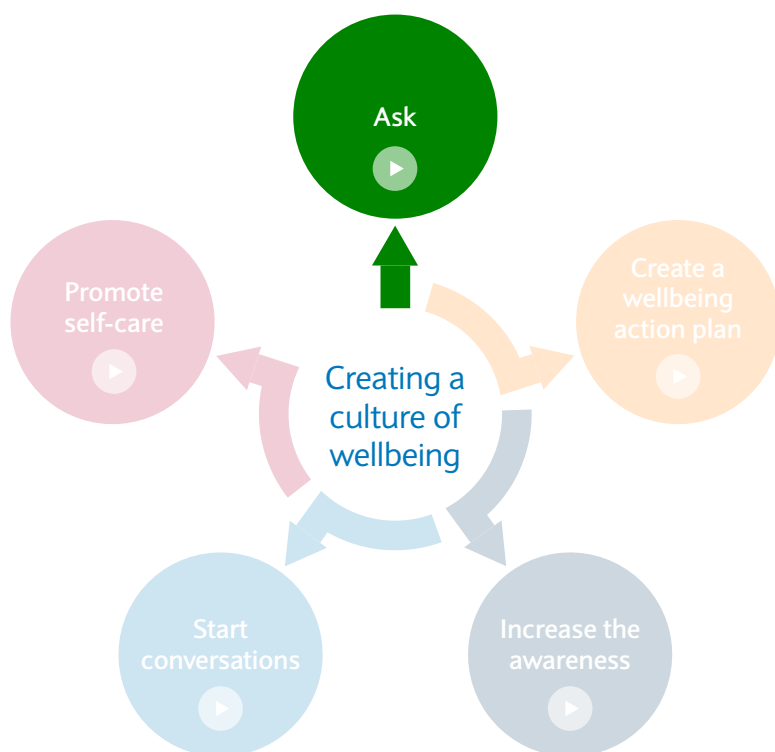 Ask
Create a
wellbeing
action plan
Promote
self-care
Creating a
culture of
wellbeing
Start
conversations
Increase the
awareness